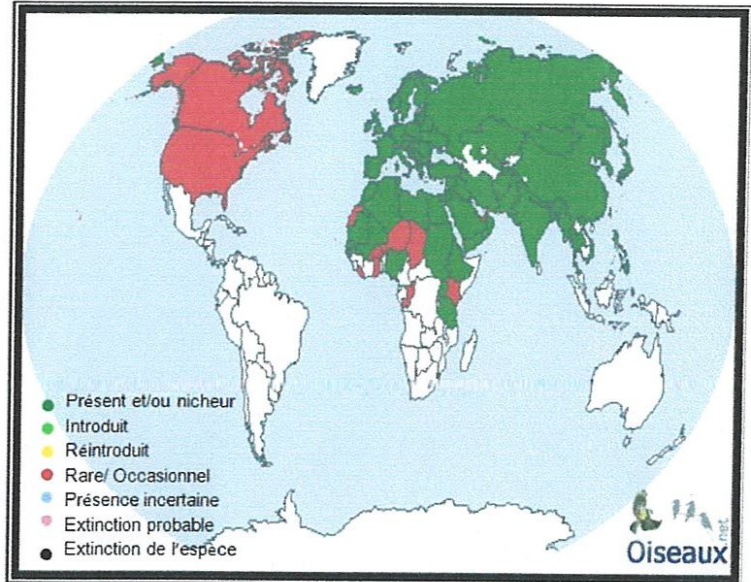 Présent et/ou nicheur
Introduit
Réintroduit
Rare/ Occasionnel
Présence incertaine
Extinction probable
Extinction de l'espèce
Oiseaux.net